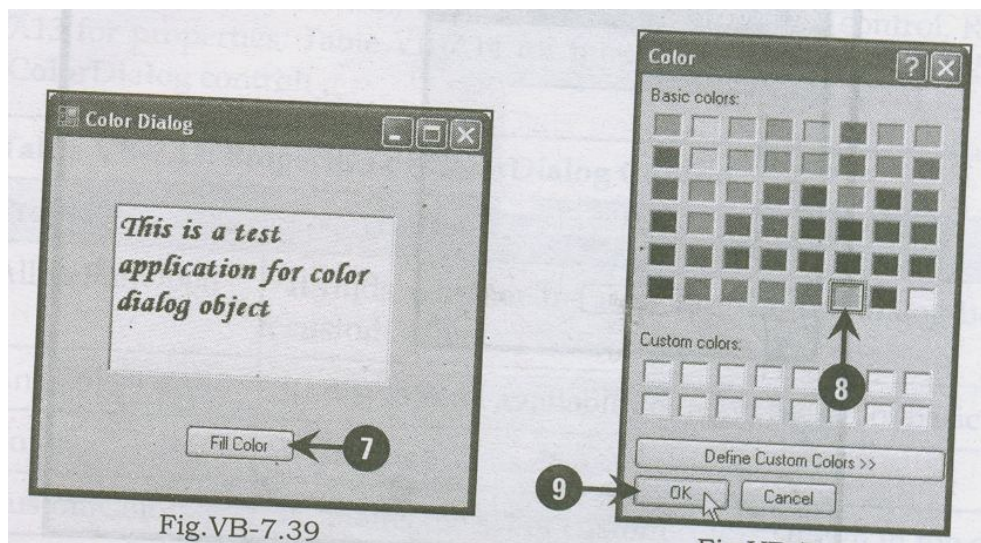 Color Dialog
This is a test
application for color
dialog object
Fill Color
7
Fig.VB-7.39
Color
?
Basic colors:
8
Custom colors:
Define Custom Colors >>
9
OK
Cancel